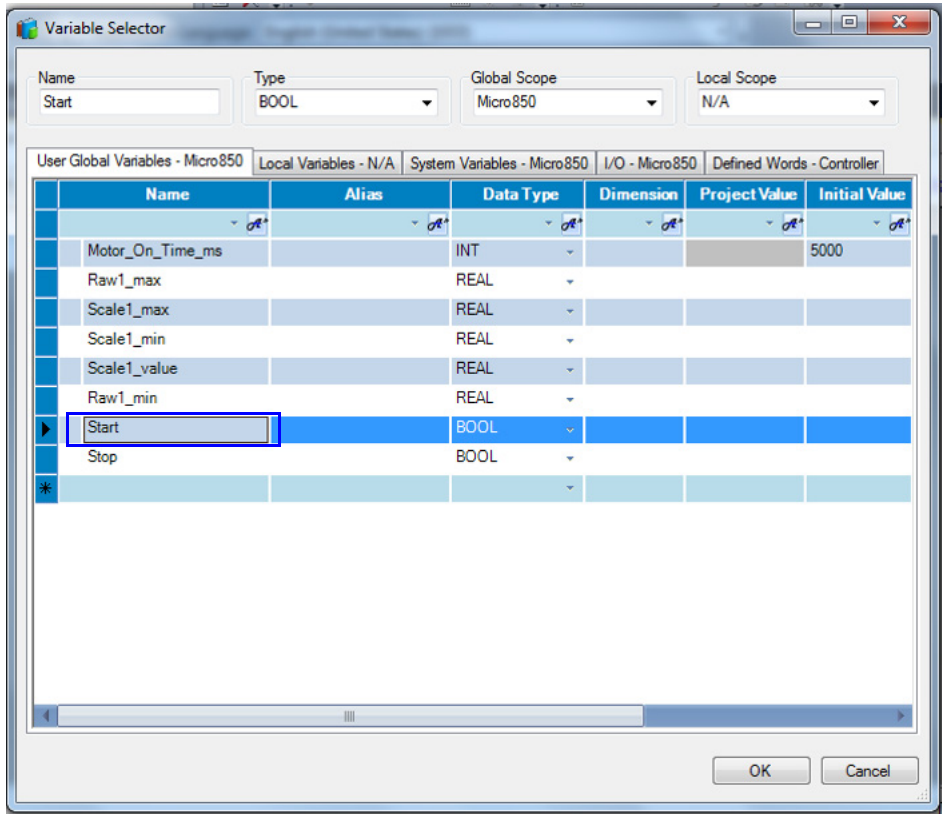 Variable Selector
Name Type Global Scope Local Scope
Start BOOL Micro850 N/A
User Global Variables - Micro850 Local Variables - N/A System Variables - Micro850 I/O - Micro850 Defined Words - Controller
Name Alias Data Type Dimension Project Value Initial Value
Motor_On_Time_ms INT 5000
Raw1_max REAL
Scale1_max REAL
Scale1_min REAL
Scale1_value REAL
Raw1_min REAL
Start BOOL
Stop BOOL
OK Cancel